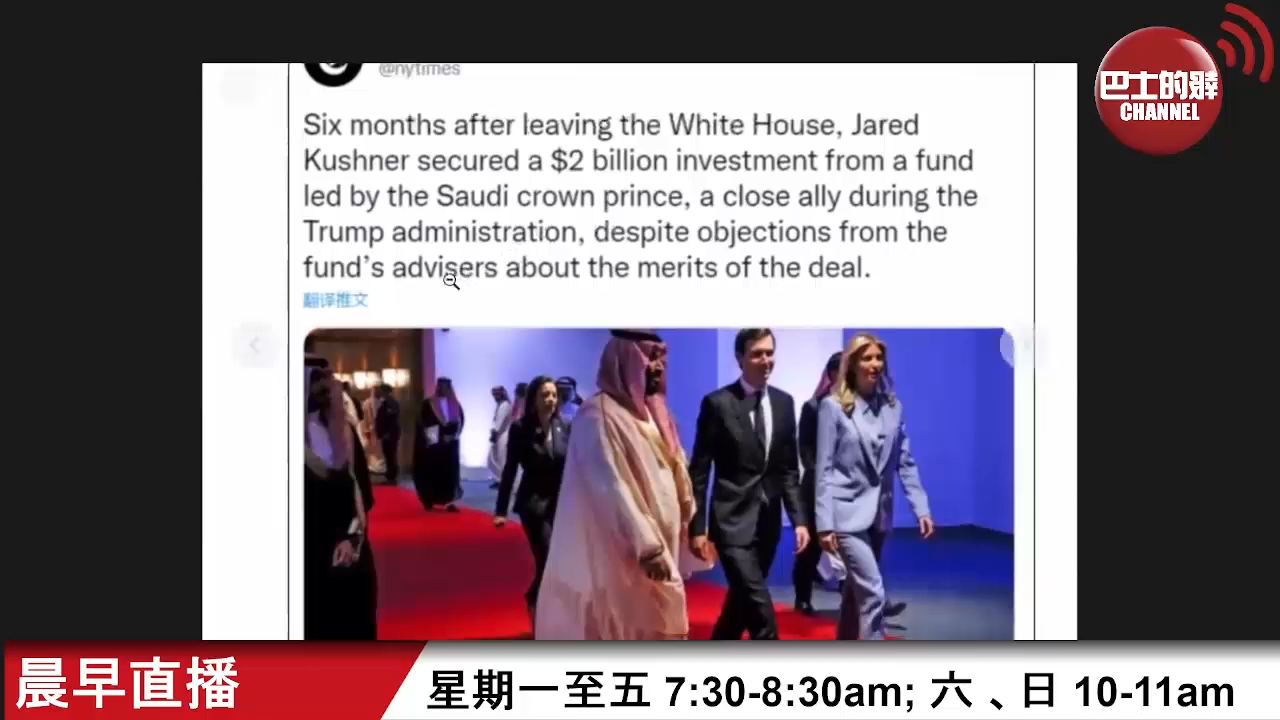 @nytimes
巴士的報
CHANNEL
Six months after leaving the White House, Jared
Kushner secured a $2 billion investment from a fund
led by the Saudi crown prince, a close ally during the
Trump administration, despite objections from the
fund’s advisers about the merits of the deal.
翻译推文
晨早直播
星期一至五 7:30-8:30am; 六、日 10-11am